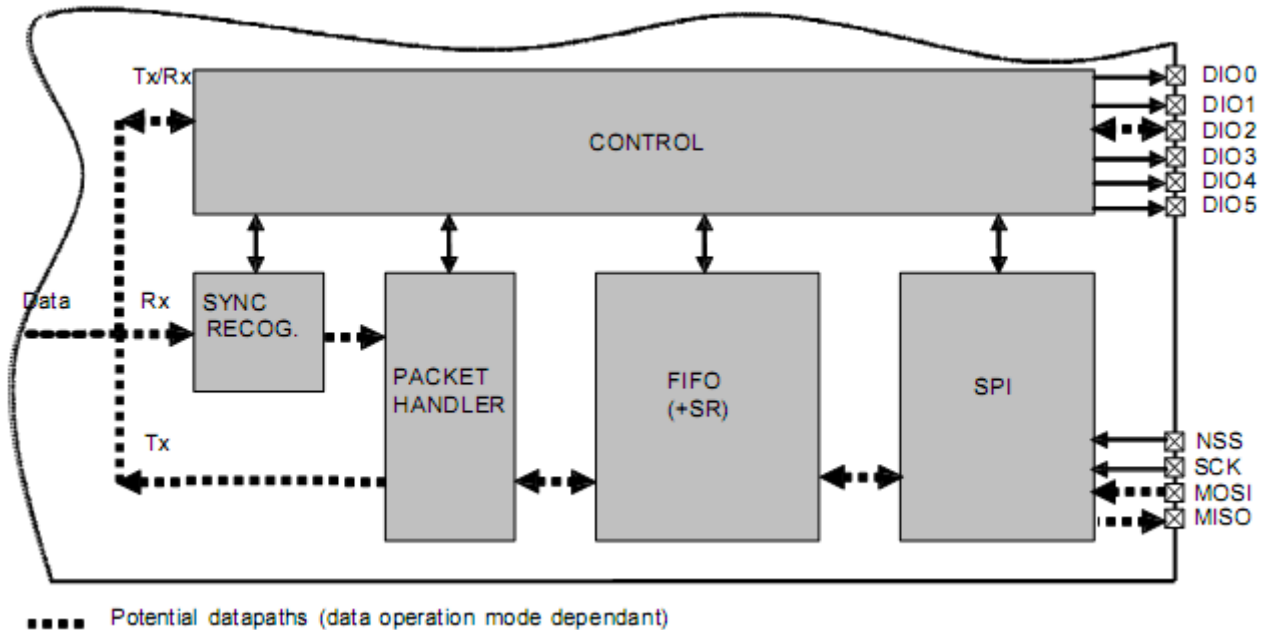 Tx/Rx
CONTROL
DIO0
DIO1
DIO2
DIO3
DIO4
DIO5
Data
Rx
SYNC
RECOG.
PACKET
HANDLER
FIFO
(+SR)
SPI
Tx
NSS
SCK
MOSI
MISO
Potential datapaths (data operation mode dependant)